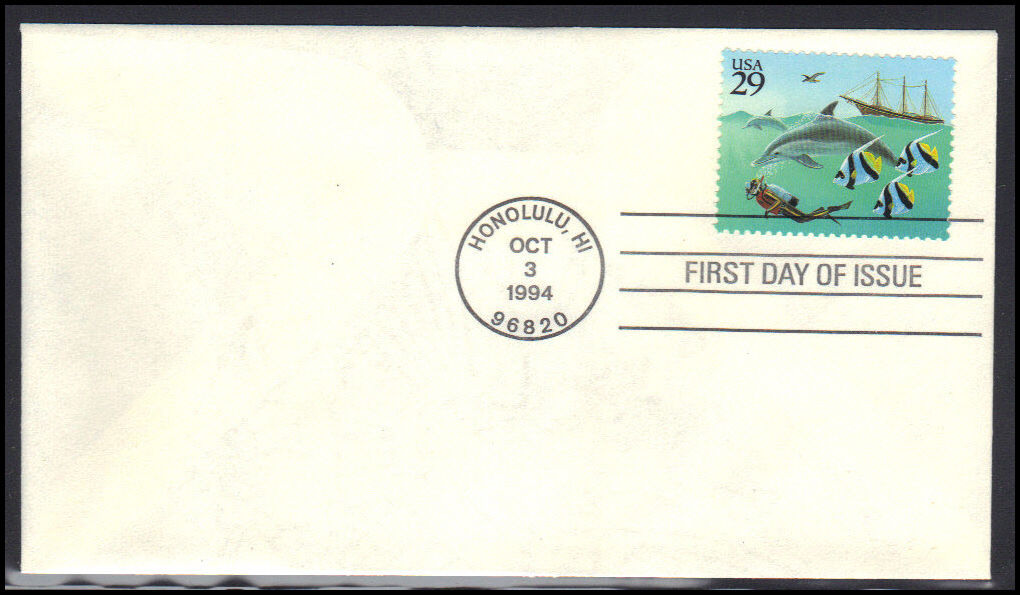 USA
29
HONOLULU, HI
OCT
3
1994
96820
FIRST DAY OF ISSUE